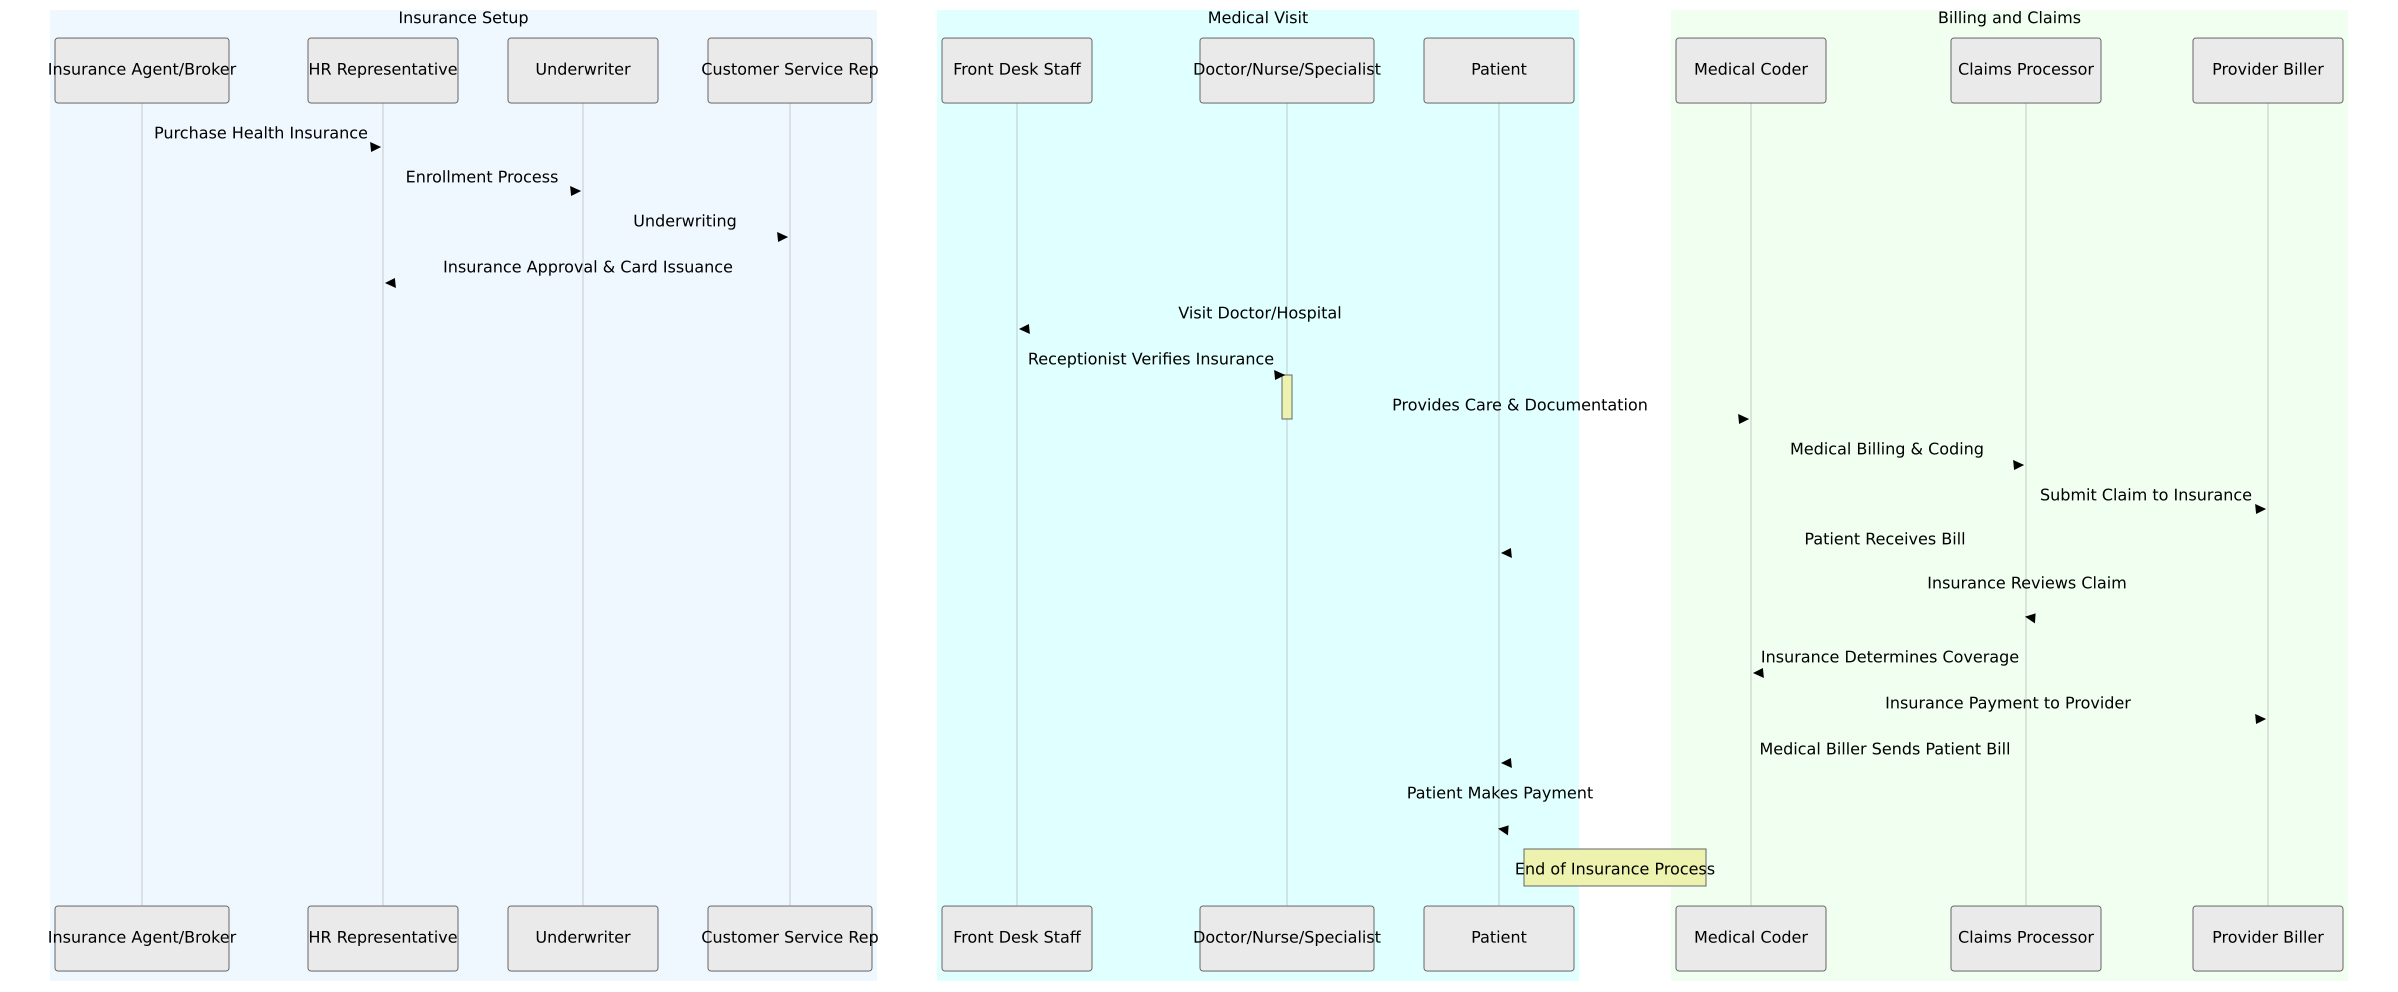 Insurance Setup
Medical Visit
Billing and Claims
Insurance Agent/Broker
HR Representative
Underwriter
Customer Service Rep
Front Desk Staff
Doctor/Nurse/Specialist
Patient
Medical Coder
Claims Processor
Provider Biller
Purchase Health Insurance
Enrollment Process
Underwriting
Insurance Approval & Card Issuance
Visit Doctor/Hospital
Receptionist Verifies Insurance
Provides Care & Documentation
Medical Billing & Coding
Submit Claim to Insurance
Patient Receives Bill
Insurance Reviews Claim
Insurance Determines Coverage
Insurance Payment to Provider
Medical Biller Sends Patient Bill
Patient Makes Payment
End of Insurance Process
Insurance Agent/Broker
HR Representative
Underwriter
Customer Service Rep
Front Desk Staff
Doctor/Nurse/Specialist
Patient
Medical Coder
Claims Processor
Provider Biller